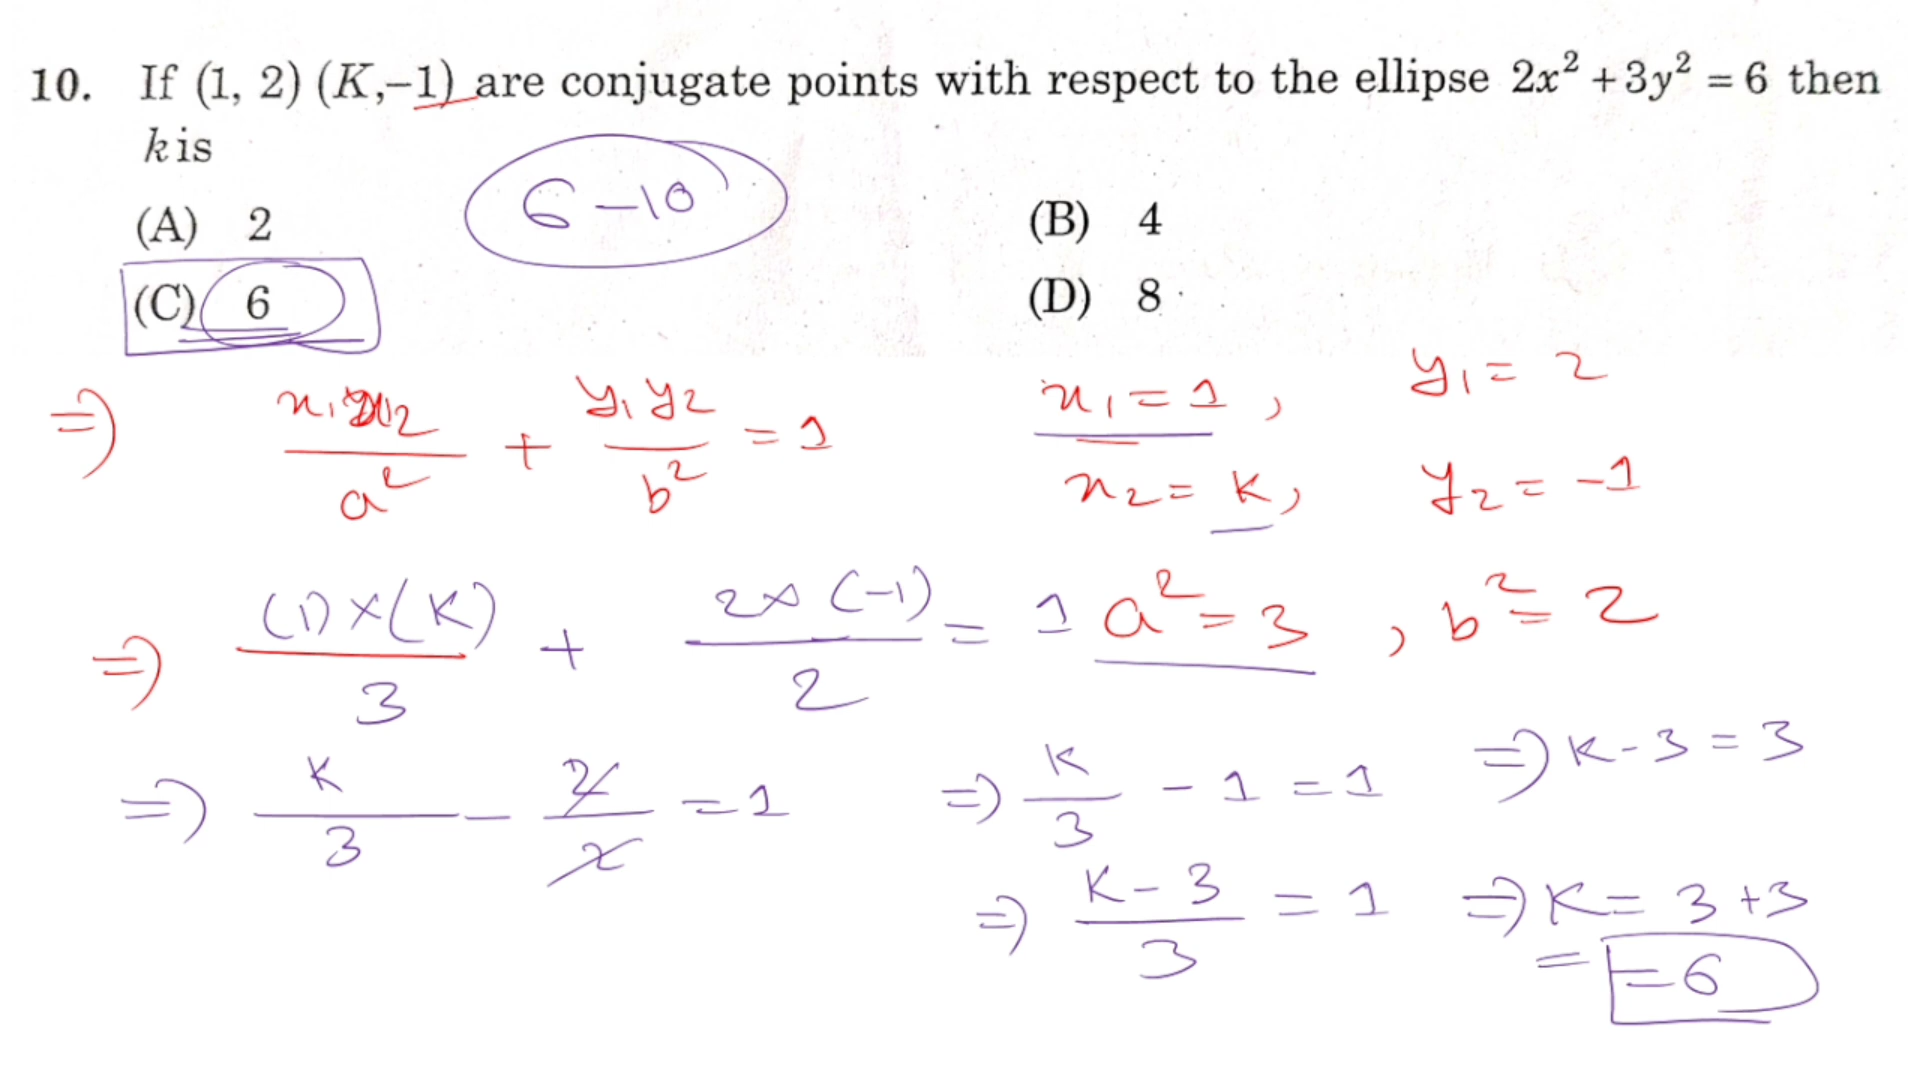 10. If (1, 2) (K,–1) are conjugate points with respect to the ellipse 2x² + 3y² = 6 then
k is
(A) 2
(B) 4
6 – 10
(C) 6
(D) 8
⇒ x₁x₂/a² + y₁y₂/b² = 1
x₁ = 1, y₁ = 2
x₂ = K, y₂ = -1
⇒ (1)×(K)/3 + 2×(-1)/2 = 1
a² = 3, b² = 2
⇒ K/3 - 2/2 = 1
⇒ K/3 - 1 = 1
⇒ K-3/3 = 1
⇒ K-3 = 3
⇒ K = 3+3
= = 6